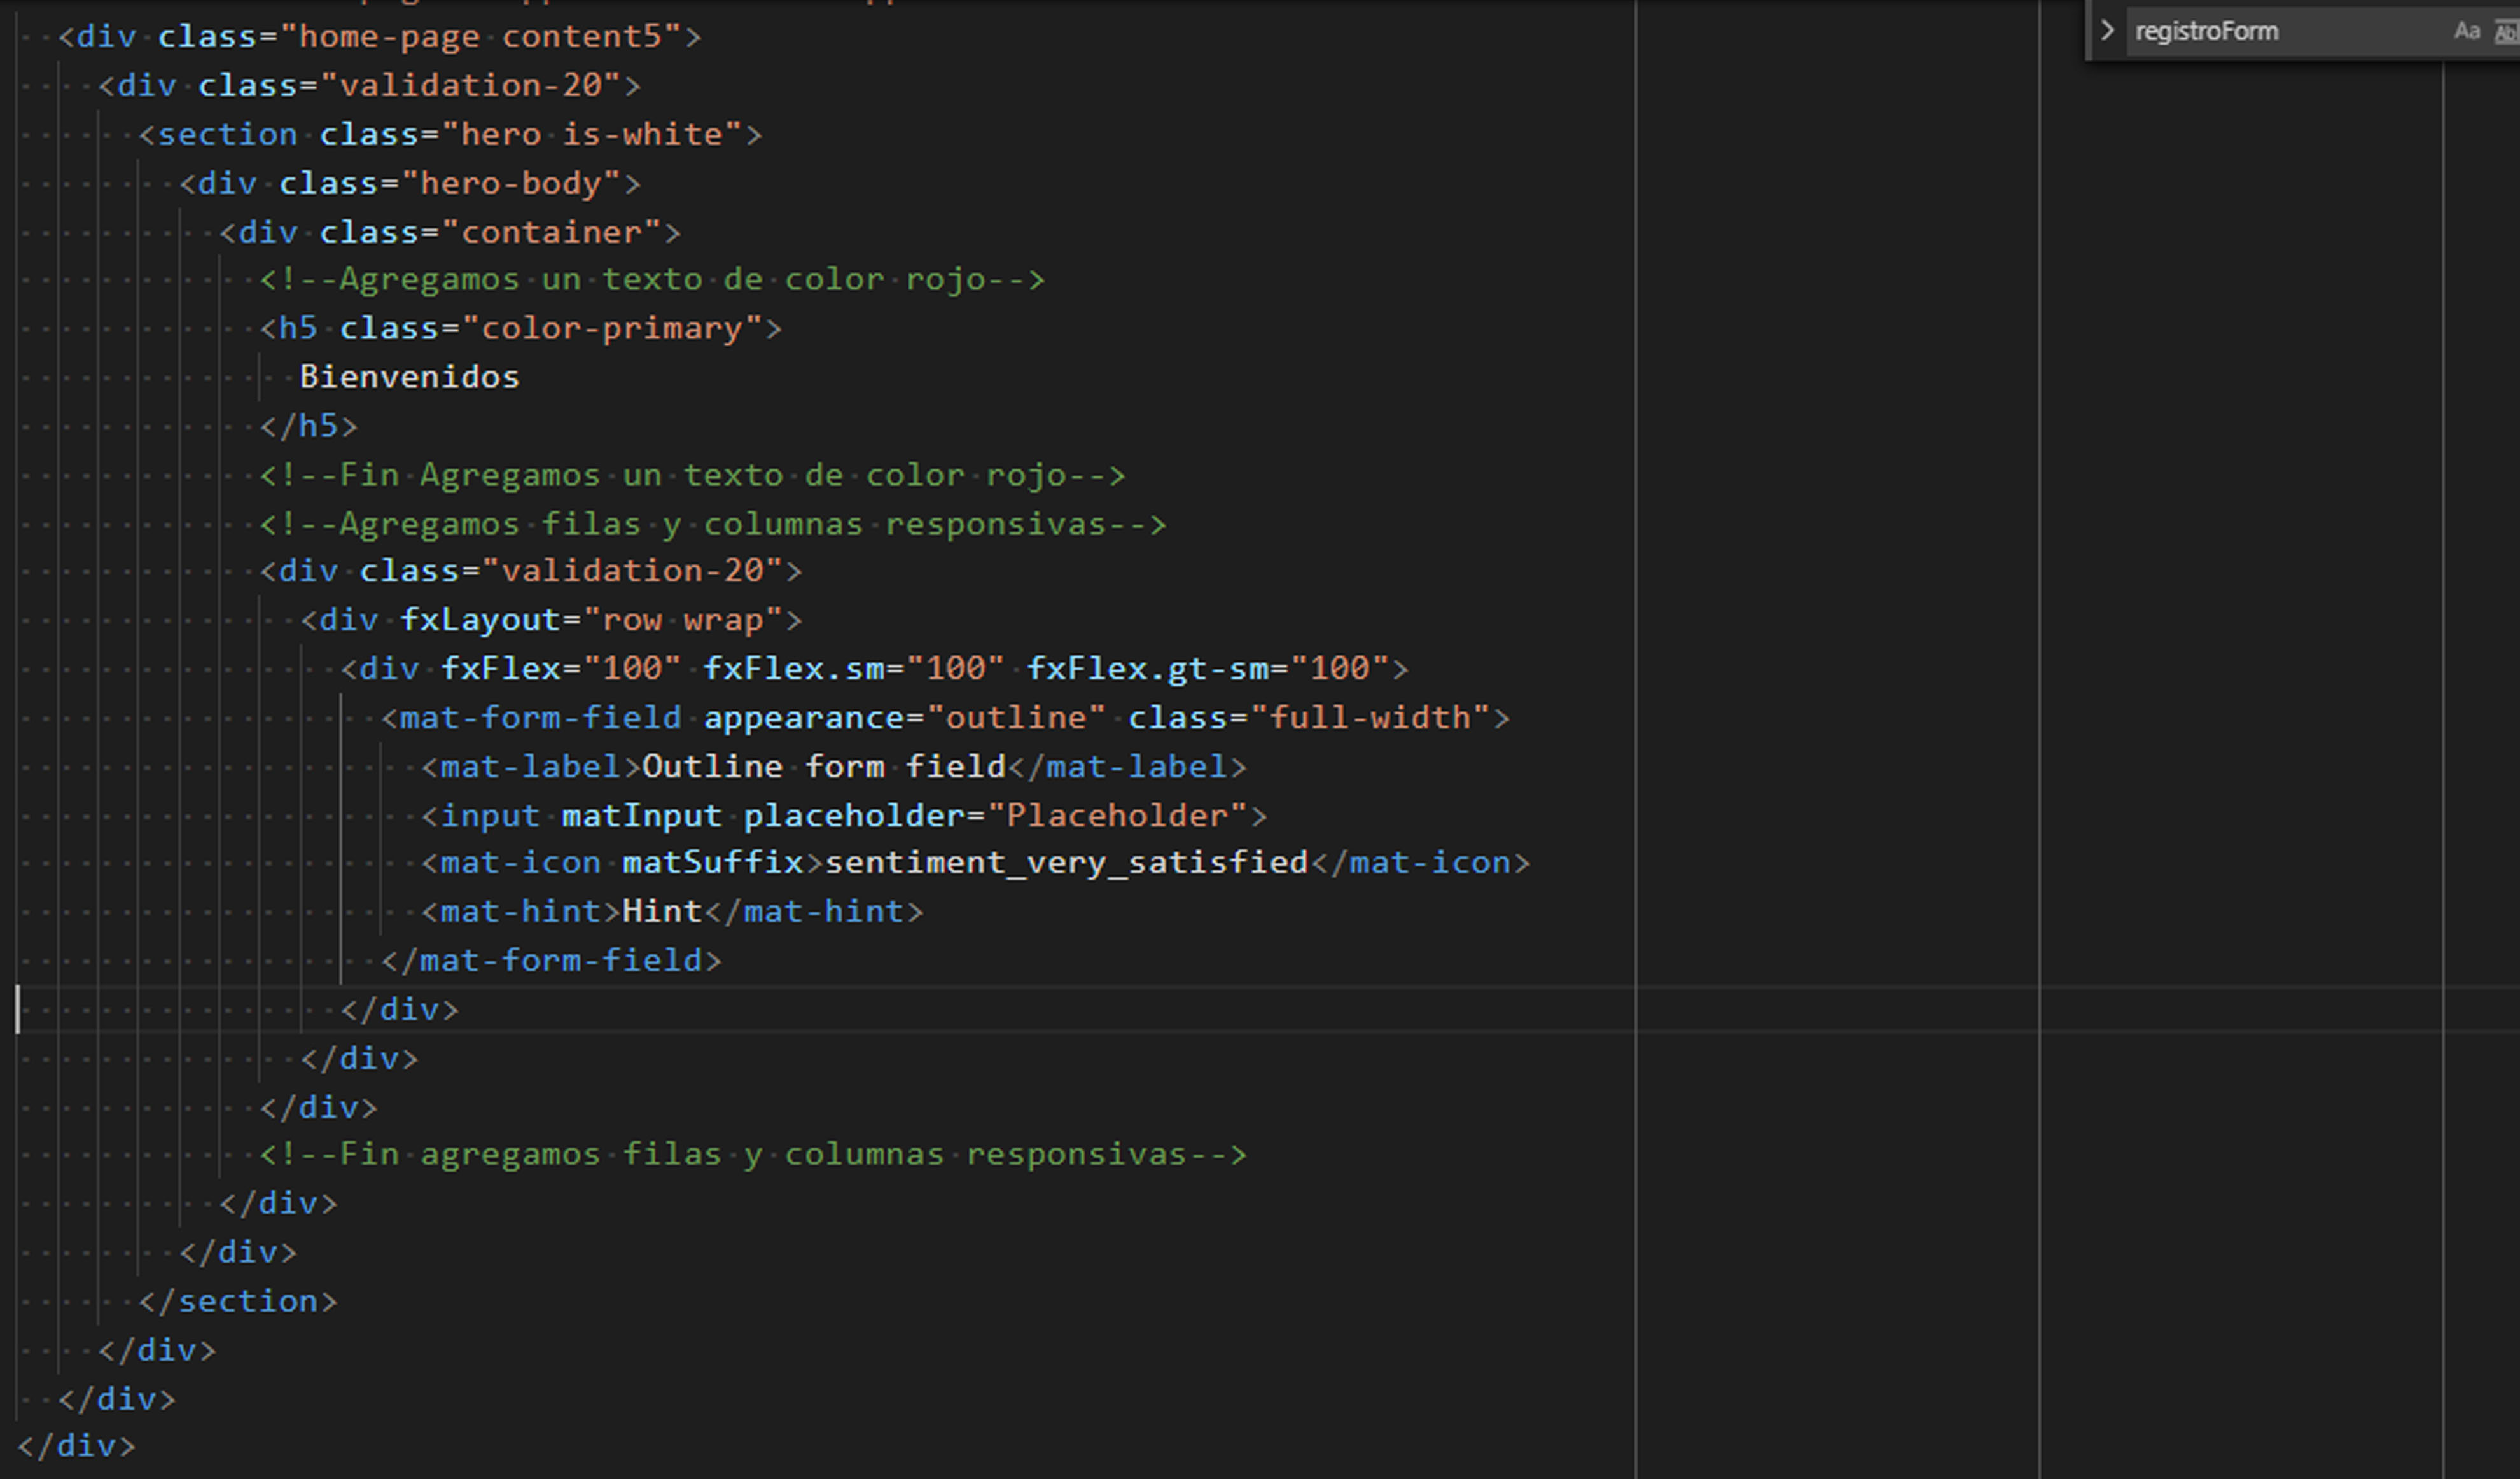 <div class="home-page content5">
registroForm Aa Ab
<div class="validation-20">
<section class="hero is-white">
<div class="hero-body">
<div class="container">
<!--Agregamos un texto de color rojo-->
<h5 class="color-primary">
Bienvenidos
</h5>
<!--Fin Agregamos un texto de color rojo-->
<!--Agregamos filas y columnas responsivas-->
<div class="validation-20">
<div fxLayout="row wrap">
<div fxFlex="100" fxFlex.sm="100" fxFlex.gt-sm="100">
<mat-form-field appearance="outline" class="full-width">
<mat-label>Outline form field</mat-label>
<input matInput placeholder="Placeholder">
<mat-icon matSuffix>sentiment_very_satisfied</mat-icon>
<mat-hint>Hint</mat-hint>
</mat-form-field>
</div>
</div>
</div>
<!--Fin agregamos filas y columnas responsivas-->
</div>
</div>
</section>
</div>
</div>
</div>